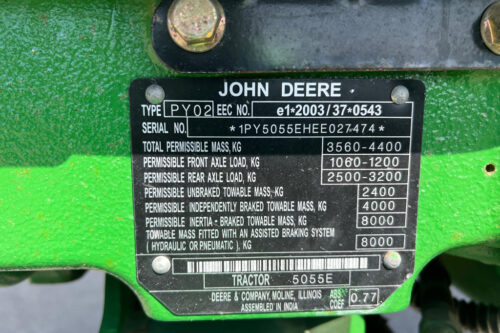 JOHN DEERE
TYPE PY02 EEC NO. e1*2003/37*0543
SERIAL NO. *1PY5055EHEE027474*
TOTAL PERMISSIBLE MASS, KG 3560-4400
PERMISSIBLE FRONT AXLE LOAD, KG 1060-1200
PERMISSIBLE REAR AXLE LOAD, KG 2500-3200
PERMISSIBLE UNBRAKED TOWABLE MASS, KG 2400
PERMISSIBLE INDEPENDENTLY - BRAKED TOWABLE MASS, KG 4000
PERMISSIBLE INERTIA - BRAKED TOWABLE MASS, KG 8000
TOWABLE MASS FITTED WITH AN ASSISTED BRAKING SYSTEM
( HYDRAULIC OR PNEUMATIC ), KG 8000
TRACTOR 5055E
DEERE & COMPANY, MOLINE, ILLINOIS ABS
ASSEMBLED IN INDIA COEF 0.77